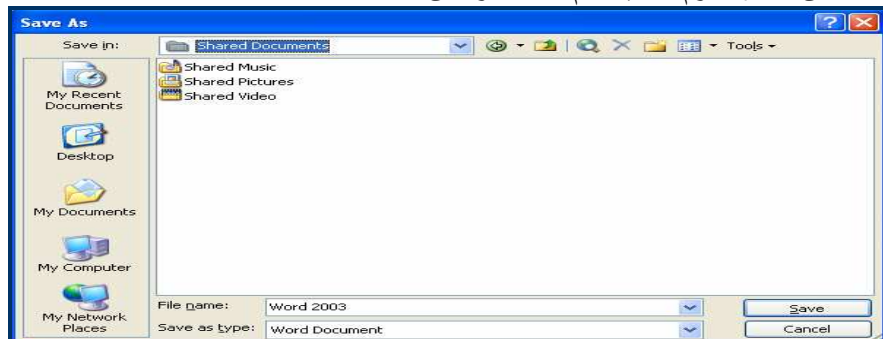 Save As
Save in:
Shared Documents
Tools
Shared Music
Shared Pictures
Shared Video
My Recent
Documents
Desktop
My Documents
My Computer
My Network
Places
File name:
Word 2003
Save
Save as type:
Word Document
Cancel